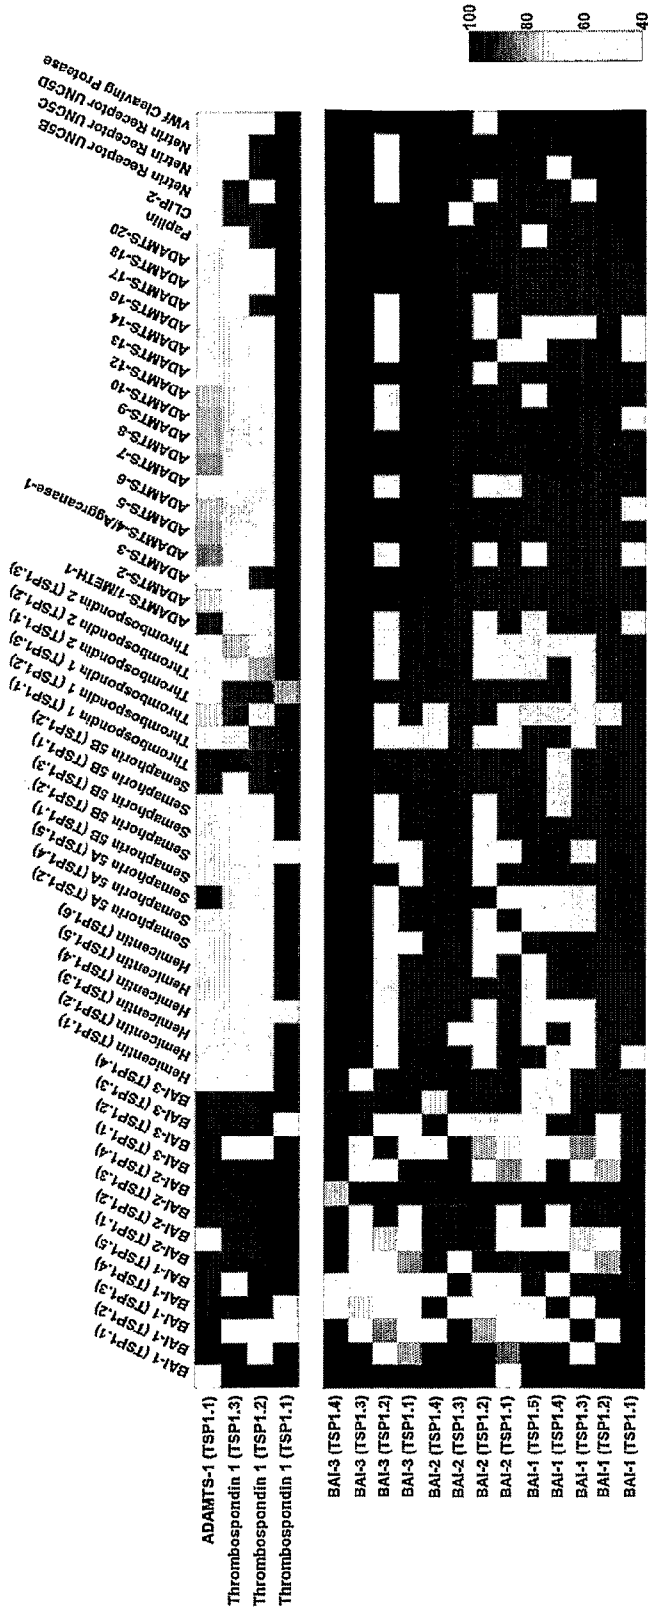 100
80
60
40
vWF Cleaving Protease
Netrin Receptor UNC5D
Netrin Receptor UNC5C
Netrin Receptor UNC5B
CLIP-2
Papilin
ADAMTS-20
ADAMTS-18
ADAMTS-17
ADAMTS-16
ADAMTS-14
ADAMTS-13
ADAMTS-12
ADAMTS-10
ADAMTS-9
ADAMTS-8
ADAMTS-7
ADAMTS-6
ADAMTS-5
ADAMTS-4/Aggrcanase-1
ADAMTS-3
ADAMTS-2
ADAMTS-1/METH-1
Thrombospondin 2 (TSP1.3)
Thrombospondin 2 (TSP1.2)
Thrombospondin 2 (TSP1.1)
Thrombospondin 1 (TSP1.3)
Thrombospondin 1 (TSP1.2)
Thrombospondin 1 (TSP1.1)
Semaphorin 5B (TSP1.2)
Semaphorin 5B (TSP1.1)
Semaphorin 5B (TSP1.3)
Semaphorin 5B (TSP1.2)
Semaphorin 5B (TSP1.1)
Semaphorin 5A (TSP1.5)
Semaphorin 5A (TSP1.4)
Semaphorin 5A (TSP1.2)
Hemicentin (TSP1.6)
Hemicentin (TSP1.5)
Hemicentin (TSP1.4)
Hemicentin (TSP1.3)
Hemicentin (TSP1.2)
Hemicentin (TSP1.1)
BAI-3 (TSP1.4)
BAI-3 (TSP1.3)
BAI-3 (TSP1.2)
BAI-3 (TSP1.1)
BAI-2 (TSP1.4)
BAI-2 (TSP1.3)
BAI-2 (TSP1.2)
BAI-2 (TSP1.1)
BAI-1 (TSP1.5)
BAI-1 (TSP1.4)
BAI-1 (TSP1.3)
BAI-1 (TSP1.2)
BAI-1 (TSP1.1)
ADAMTS-1 (TSP1.1)
Thrombospondin 1 (TSP1.3)
Thrombospondin 1 (TSP1.2)
Thrombospondin 1 (TSP1.1)
BAI-3 (TSP1.4)
BAI-3 (TSP1.3)
BAI-3 (TSP1.2)
BAI-3 (TSP1.1)
BAI-2 (TSP1.4)
BAI-2 (TSP1.3)
BAI-2 (TSP1.2)
BAI-2 (TSP1.1)
BAI-1 (TSP1.5)
BAI-1 (TSP1.4)
BAI-1 (TSP1.3)
BAI-1 (TSP1.2)
BAI-1 (TSP1.1)